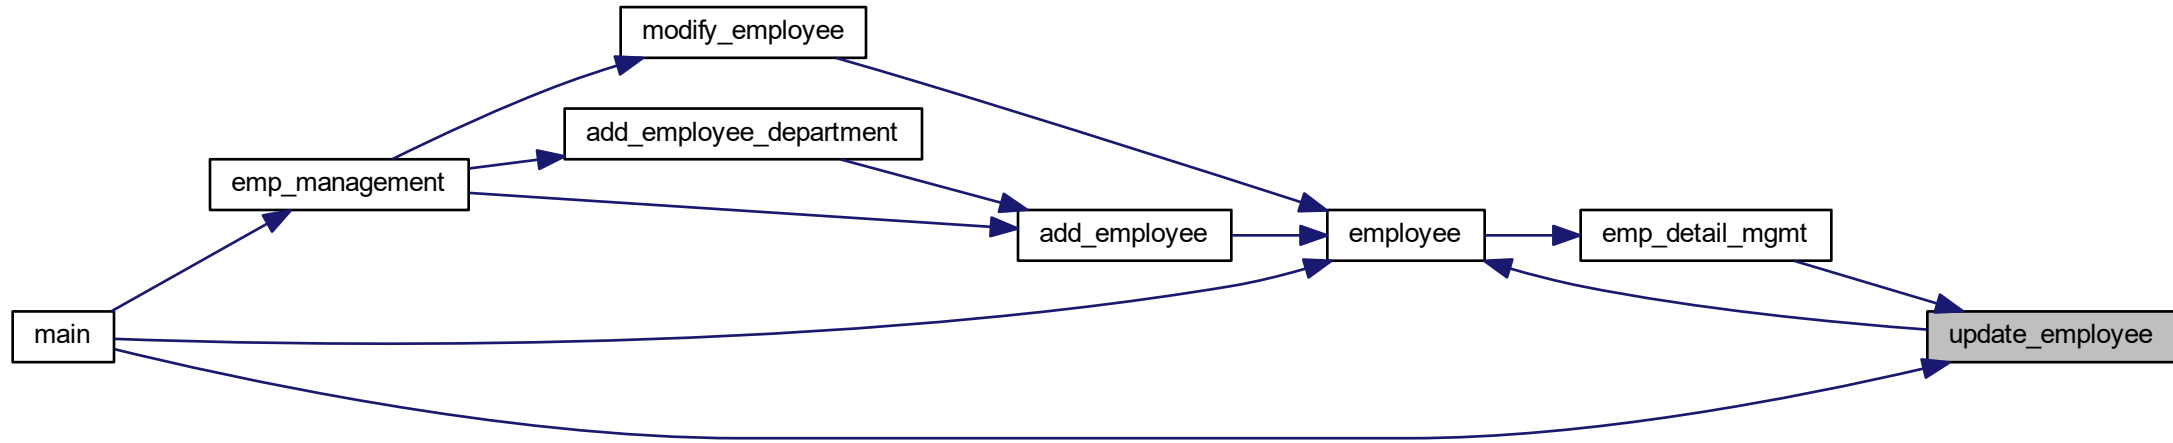 modify_employee
add_employee_department
emp_management
add_employee
employee
emp_detail_mgmt
main
update_employee